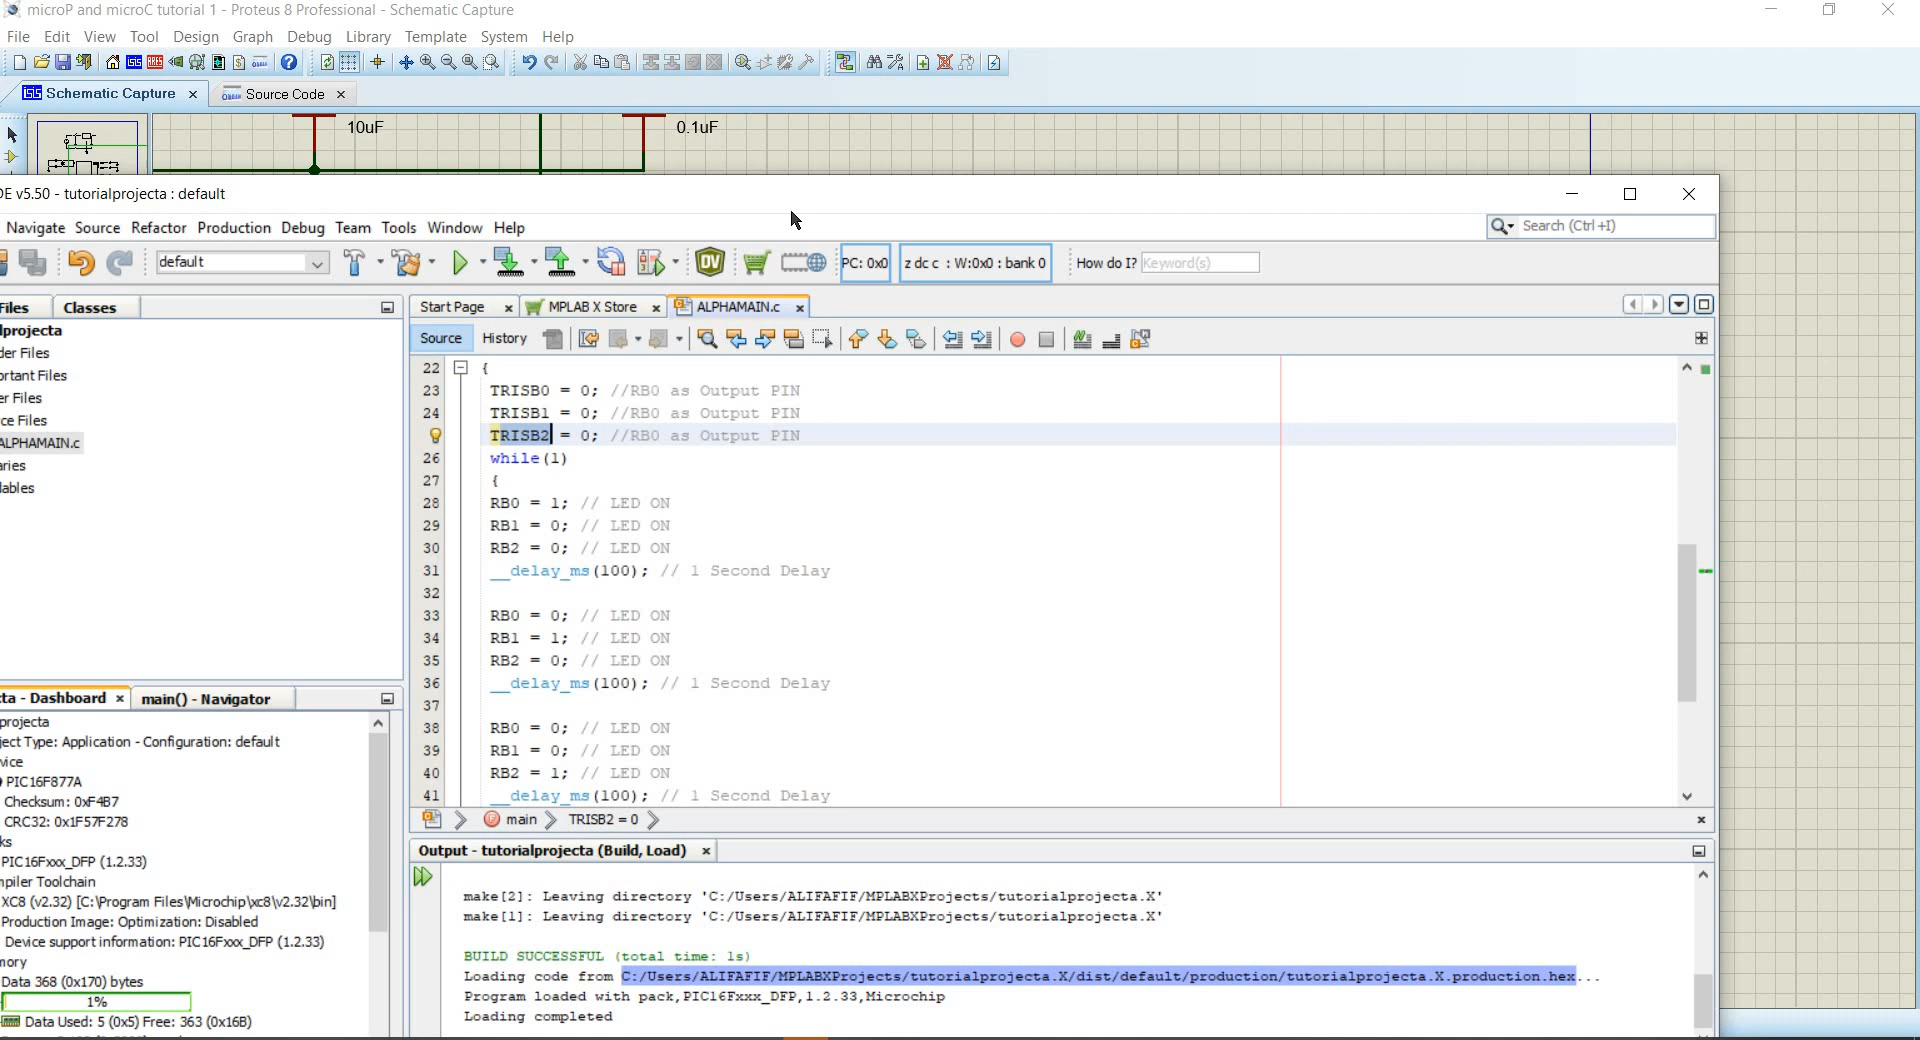 microP and microC tutorial 1 - Proteus 8 Professional - Schematic Capture
File Edit View Tool Design Graph Debug Library Template System Help
Schematic Capture Source Code
10uF 0.1uF
DE v5.50 - tutorialprojecta : default
Navigate Source Refactor Production Debug Team Tools Window Help
Search (Ctrl+I)
default
PC: 0x0 z dc c : W:0x0 : bank 0 How do I? Keyword(s)
Files Classes
lprojecta
der Files
ortant Files
er Files
ce Files
ALPHAMAIN.c
aries
dables
Start Page MPLAB X Store ALPHAMAIN.c
Source History
22 {
23 TRISB0 = 0; //RB0 as Output PIN
24 TRISB1 = 0; //RB0 as Output PIN
TRISB2 = 0; //RB0 as Output PIN
26 while(1)
27 {
28 RB0 = 1; // LED ON
29 RB1 = 0; // LED ON
30 RB2 = 0; // LED ON
31 __delay_ms(100); // 1 Second Delay
32
33 RB0 = 0; // LED ON
34 RB1 = 1; // LED ON
35 RB2 = 0; // LED ON
36 __delay_ms(100); // 1 Second Delay
37
38 RB0 = 0; // LED ON
39 RB1 = 0; // LED ON
40 RB2 = 1; // LED ON
41 __delay_ms(100); // 1 Second Delay
main TRISB2 = 0
cta - Dashboard main() - Navigator
projecta
ject Type: Application - Configuration: default
vice
PIC16F877A
Checksum: 0xF4B7
CRC32: 0x1F57F278
ks
PIC16Fxxx_DFP (1.2.33)
mpiler Toolchain
XC8 (v2.32) [C:\Program Files\Microchip\xc8\v2.32\bin]
Production Image: Optimization: Disabled
Device support information: PIC16Fxxx_DFP (1.2.33)
mory
Data 368 (0x170) bytes
1%
Data Used: 5 (0x5) Free: 363 (0x16B)
Output - tutorialprojecta (Build, Load)
make[2]: Leaving directory 'C:/Users/ALIFAFIF/MPLABXProjects/tutorialprojecta.X'
make[1]: Leaving directory 'C:/Users/ALIFAFIF/MPLABXProjects/tutorialprojecta.X'
BUILD SUCCESSFUL (total time: 1s)
Loading code from C:/Users/ALIFAFIF/MPLABXProjects/tutorialprojecta.X/dist/default/production/tutorialprojecta.X.production.hex...
Program loaded with pack,PIC16Fxxx_DFP,1.2.33,Microchip
Loading completed